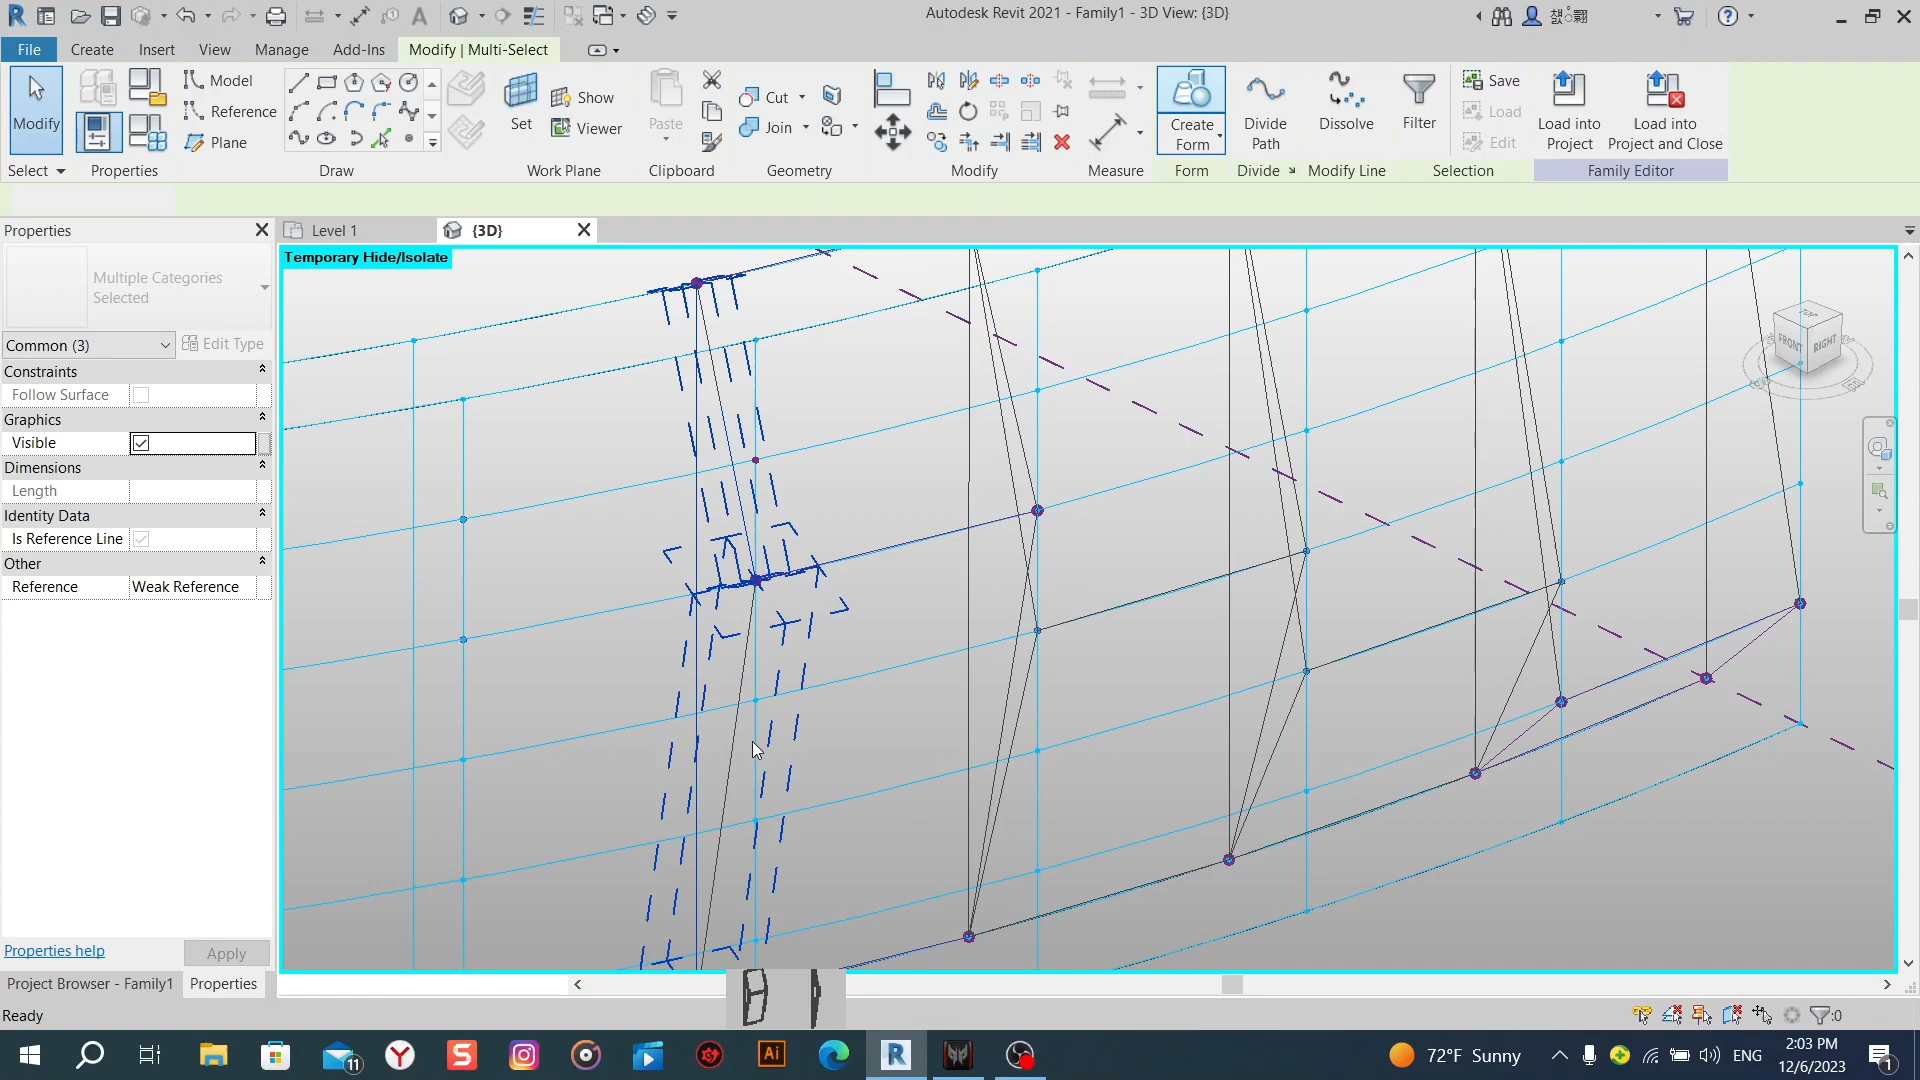 Autodesk Revit 2021 - Family1 - 3D View: {3D}
File
Create
Insert
View
Manage
Add-Ins
Modify | Multi-Select
Modify
Model
Reference
Plane
Set
Show
Viewer
Paste
Cut
Join
Create
Form
Divide
Path
Dissolve
Filter
Save
Load
Edit
Load into
Project
Load into
Project and Close
Select
Properties
Draw
Work Plane
Clipboard
Geometry
Modify
Measure
Form
Divide
Modify Line
Selection
Family Editor
Properties
Level 1
{3D}
Temporary Hide/Isolate
Multiple Categories
Selected
Common (3)
Edit Type
Constraints
Follow Surface
Graphics
Visible
Dimensions
Length
Identity Data
Is Reference Line
Other
Reference
Weak Reference
TOP
FRONT
RIGHT
Properties help
Apply
Project Browser - Family1
Properties
Ready
:0
11
72°F Sunny
ENG
2:03 PM
12/6/2023
1